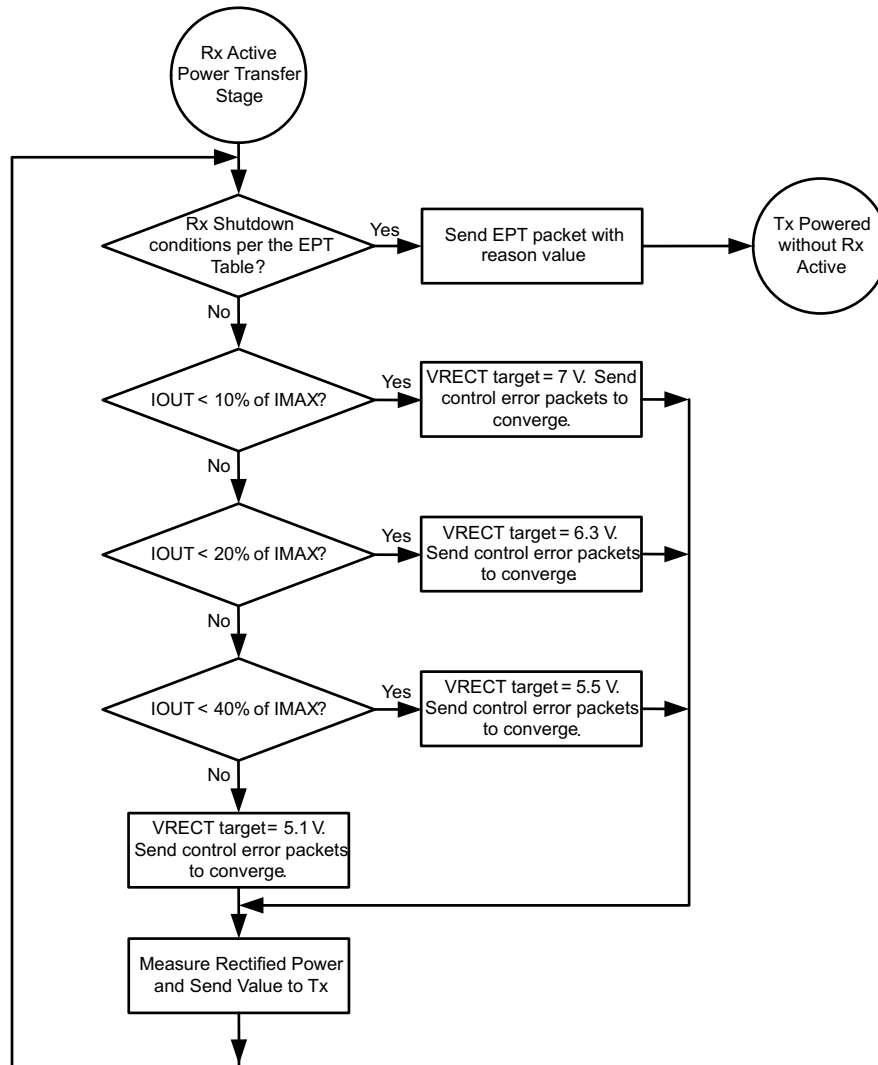 Rx Active
Power Transfer
Stage
Rx Shutdown
conditions per the EPT
Table?
Yes
Send EPT packet with
reason value
Tx Powered
without Rx
Active
No
IOUT < 10% of IMAX?
Yes
VRECT target = 7 V. Send
control error packets to
converge.
No
IOUT < 20% of IMAX?
Yes
VRECT target = 6.3 V.
Send control error packets
to converge.
No
IOUT < 40% of IMAX?
Yes
VRECT target = 5.5 V.
Send control error packets
to converge.
No
VRECT target = 5.1 V.
Send control error packets
to converge.
Measure Rectified Power
and Send Value to Tx